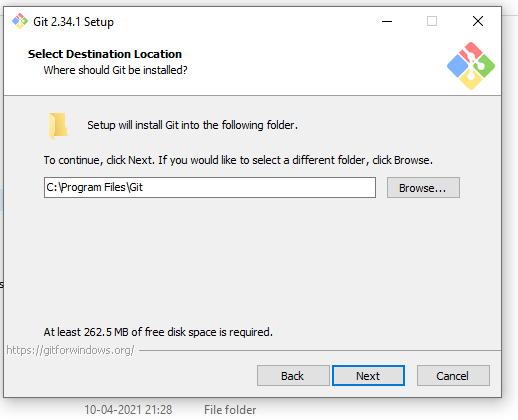 Git 2.34.1 Setup
Select Destination Location
Where should Git be installed?
Setup will install Git into the following folder.
To continue, click Next. If you would like to select a different folder, click Browse.
C:\Program Files\Git
Browse...
At least 262.5 MB of free disk space is required.
https://gitforwindows.org/
Back
Next
Cancel
10-04-2021 21:28
File folder